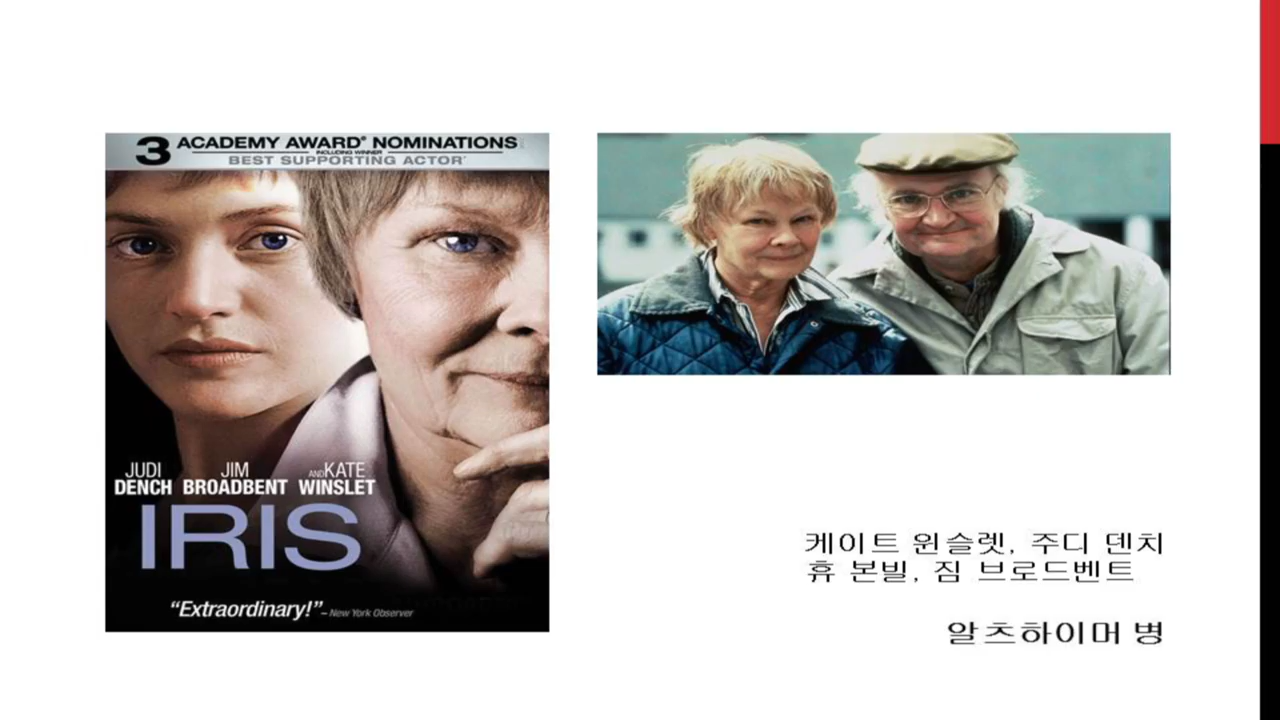 3 ACADEMY AWARD® NOMINATIONS
INCLUDING WINNER
BEST SUPPORTING ACTOR
JUDI DENCH JIM BROADBENT AND KATE WINSLET
IRIS
“Extraordinary!” – New York Observer
케이트 윈슬렛, 주디 덴치
휴 본빌, 짐 브로드벤트
알츠하이머 병